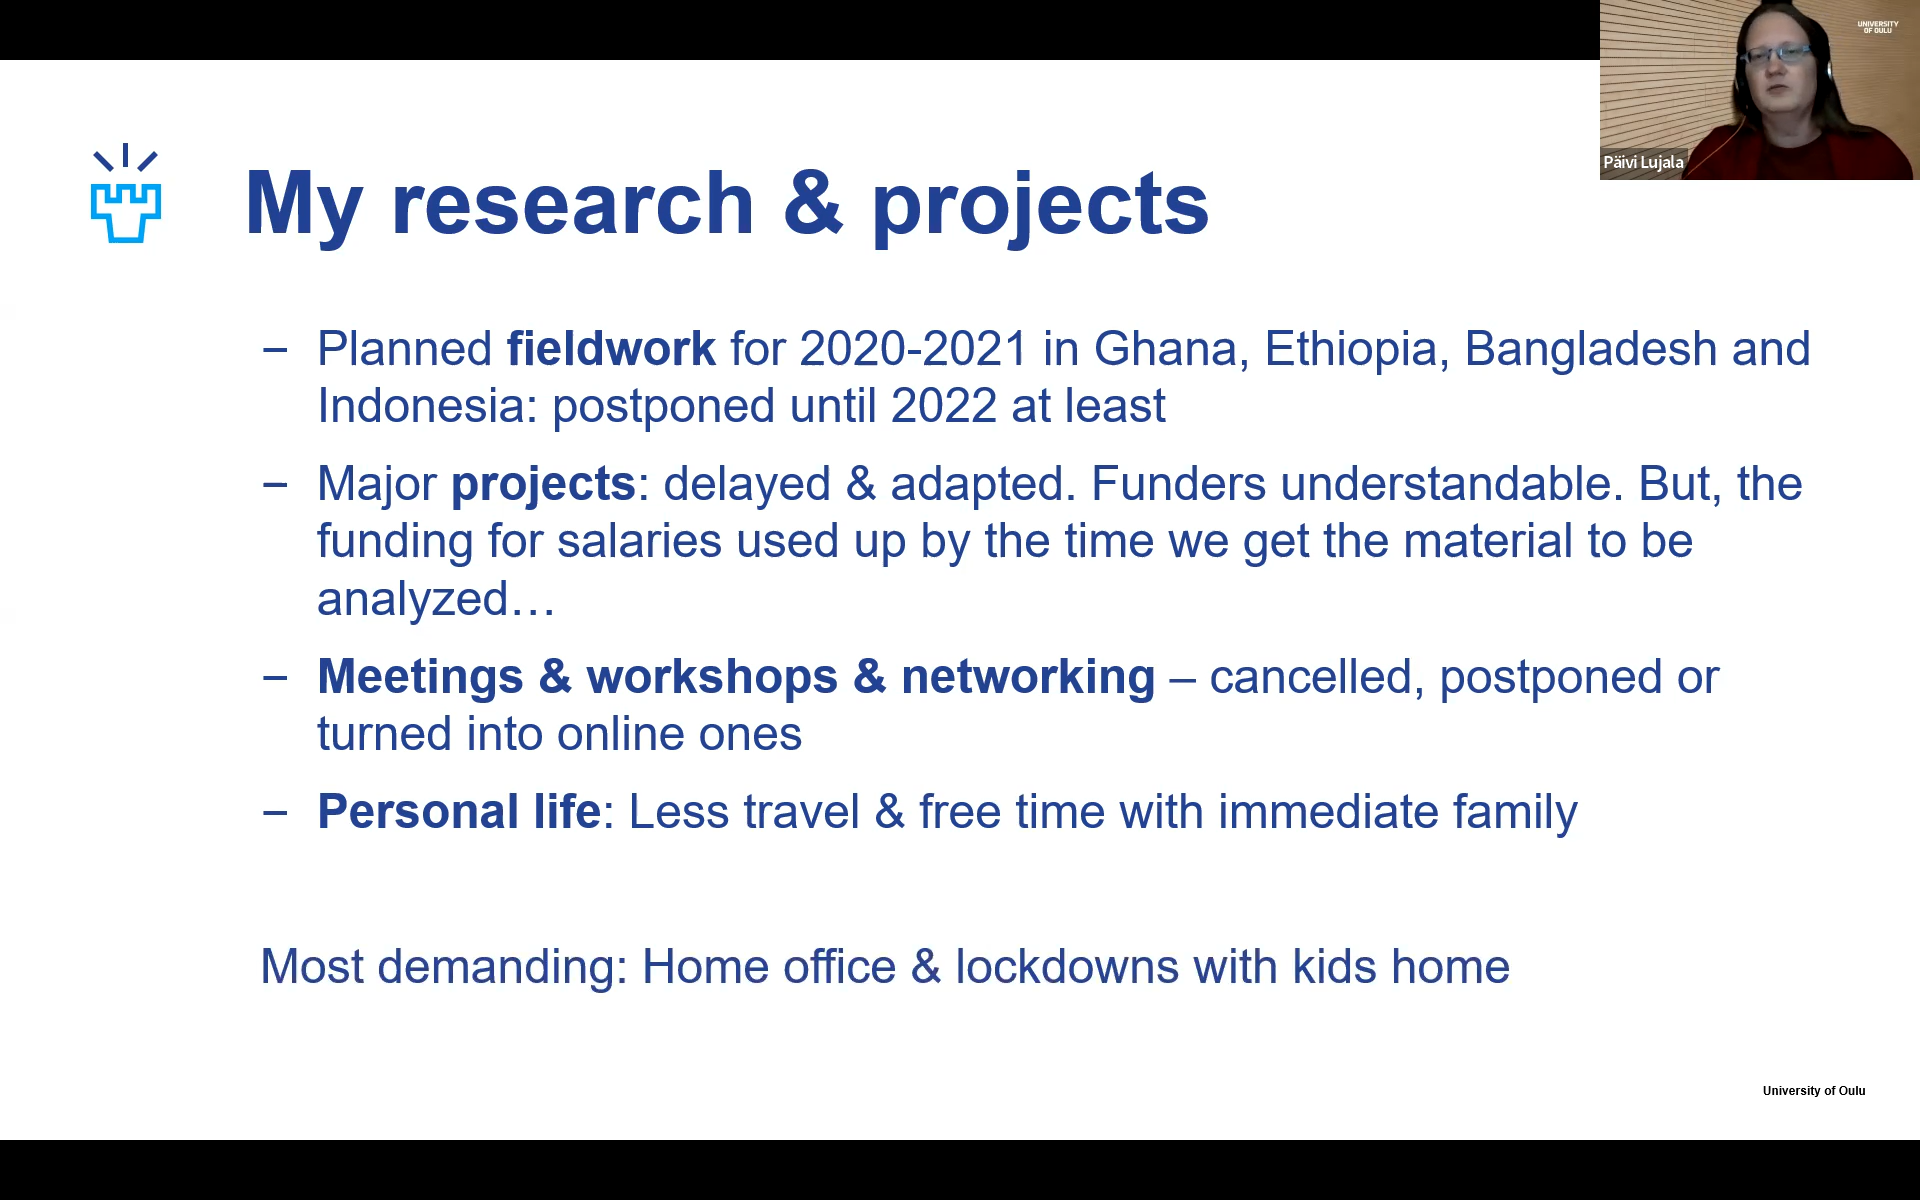 UNIVERSITY
OF OULU
Päivi Lujala
My research & projects
– Planned fieldwork for 2020-2021 in Ghana, Ethiopia, Bangladesh and
Indonesia: postponed until 2022 at least
– Major projects: delayed & adapted. Funders understandable. But, the
funding for salaries used up by the time we get the material to be
analyzed…
– Meetings & workshops & networking – cancelled, postponed or
turned into online ones
– Personal life: Less travel & free time with immediate family
Most demanding: Home office & lockdowns with kids home
University of Oulu